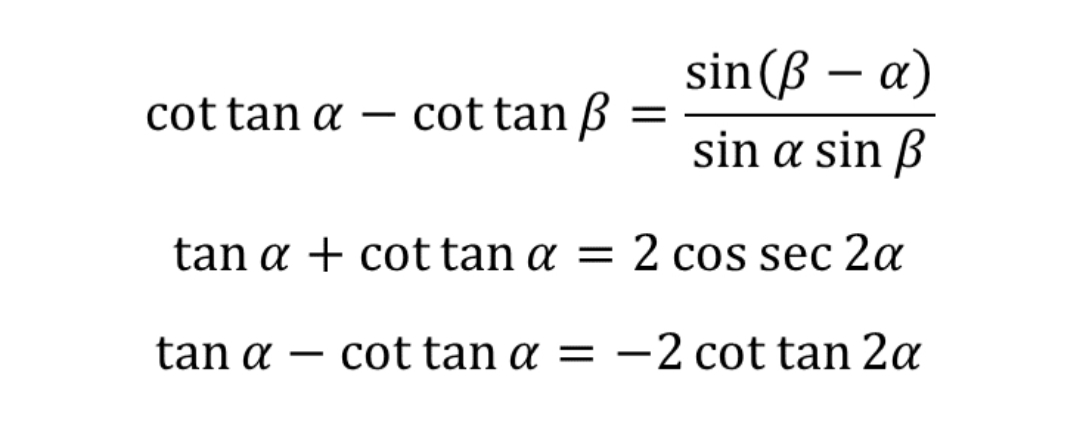 cot tan α − cot tan β = sin(β − α) / sin α sin β
tan α + cot tan α = 2 cos sec 2α
tan α − cot tan α = −2 cot tan 2α